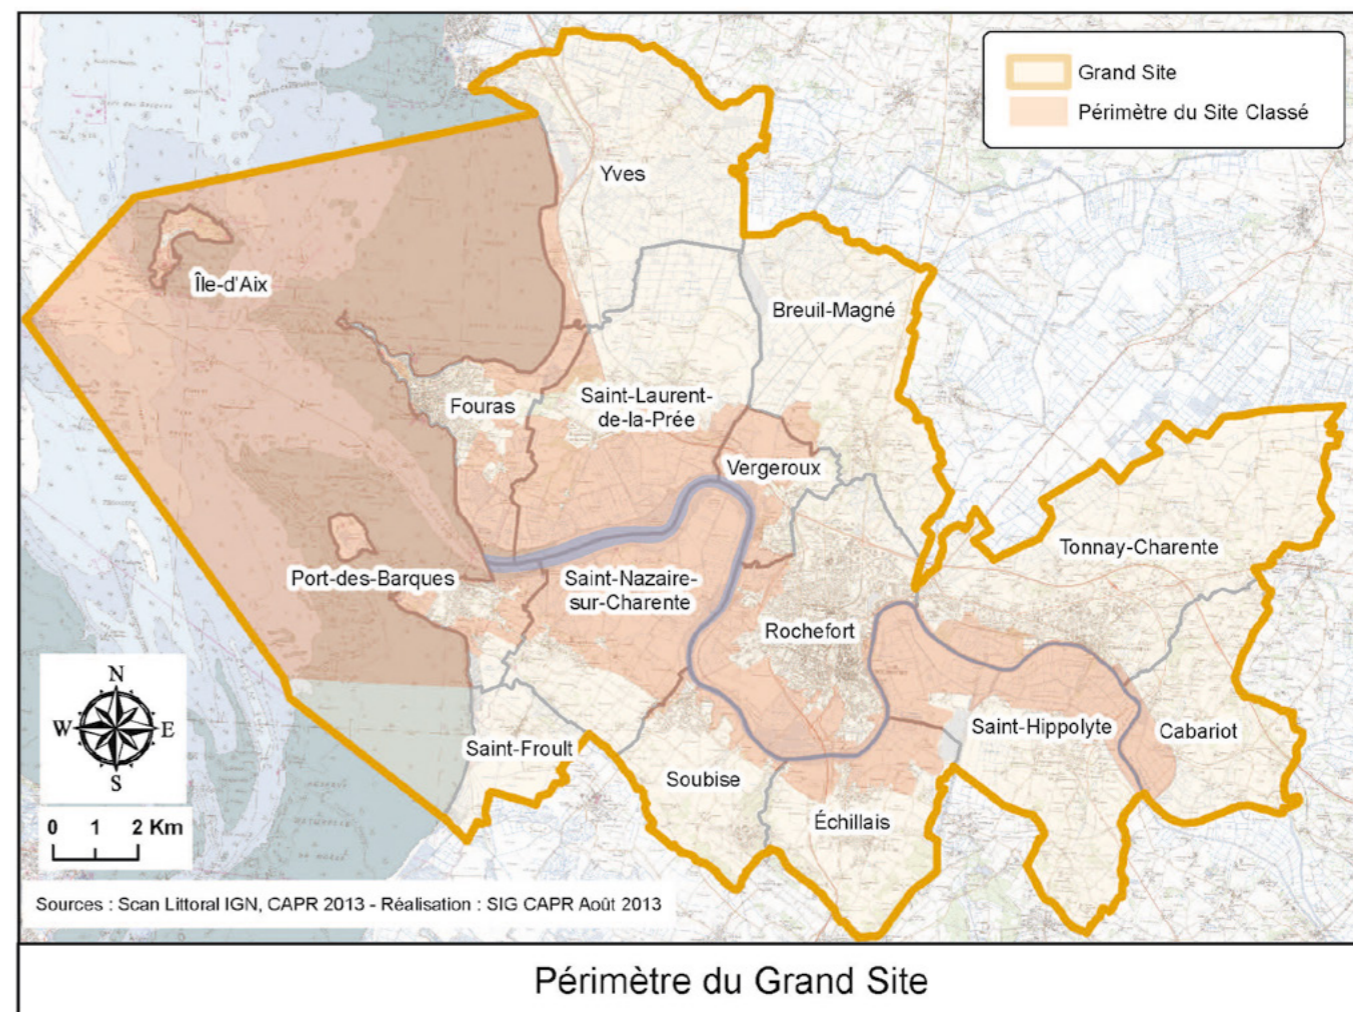 Grand Site
Périmètre du Site Classé
Yves
Île-d'Aix
Breuil-Magné
Fouras
Saint-Laurent-
de-la-Prée
Vergeroux
Tonnay-Charente
Port-des-Barques
Saint-Nazaire-
sur-Charente
Rochefort
Saint-Hippolyte
Cabariot
Saint-Froult
Soubise
Échillais
N
W E
S
0 1 2 Km
Sources : Scan Littoral IGN, CAPR 2013 - Réalisation : SIG CAPR Août 2013
Périmètre du Grand Site